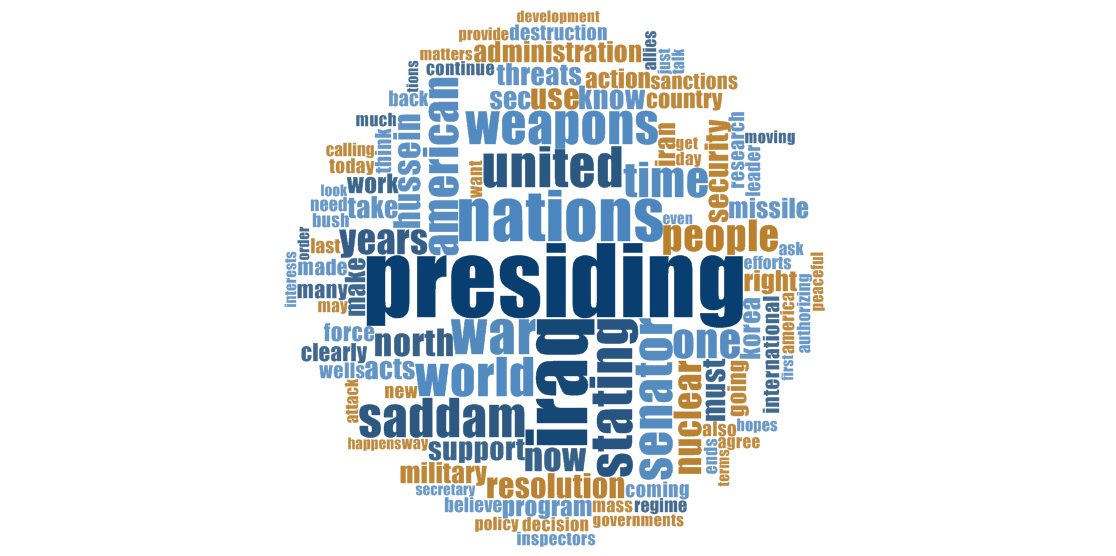 development
provide destruction
matters administration allies
tions continue threats action sanctions just talk
back sec use know country
much hussein american weapons iran security research moving
calling think united get day leader
today want time
look work
need take nations even missile
bush people
order last years ask
interests made presiding efforts peaceful
many make right authorizing
may america
force north war iraq stating senator one korea international
clearly first
wells acts world nuclear must going
attack new
saddam also hopes
happens way support now ends agree
military terms
secretary resolution coming
believe program mass regime
policy decision governments
inspectors